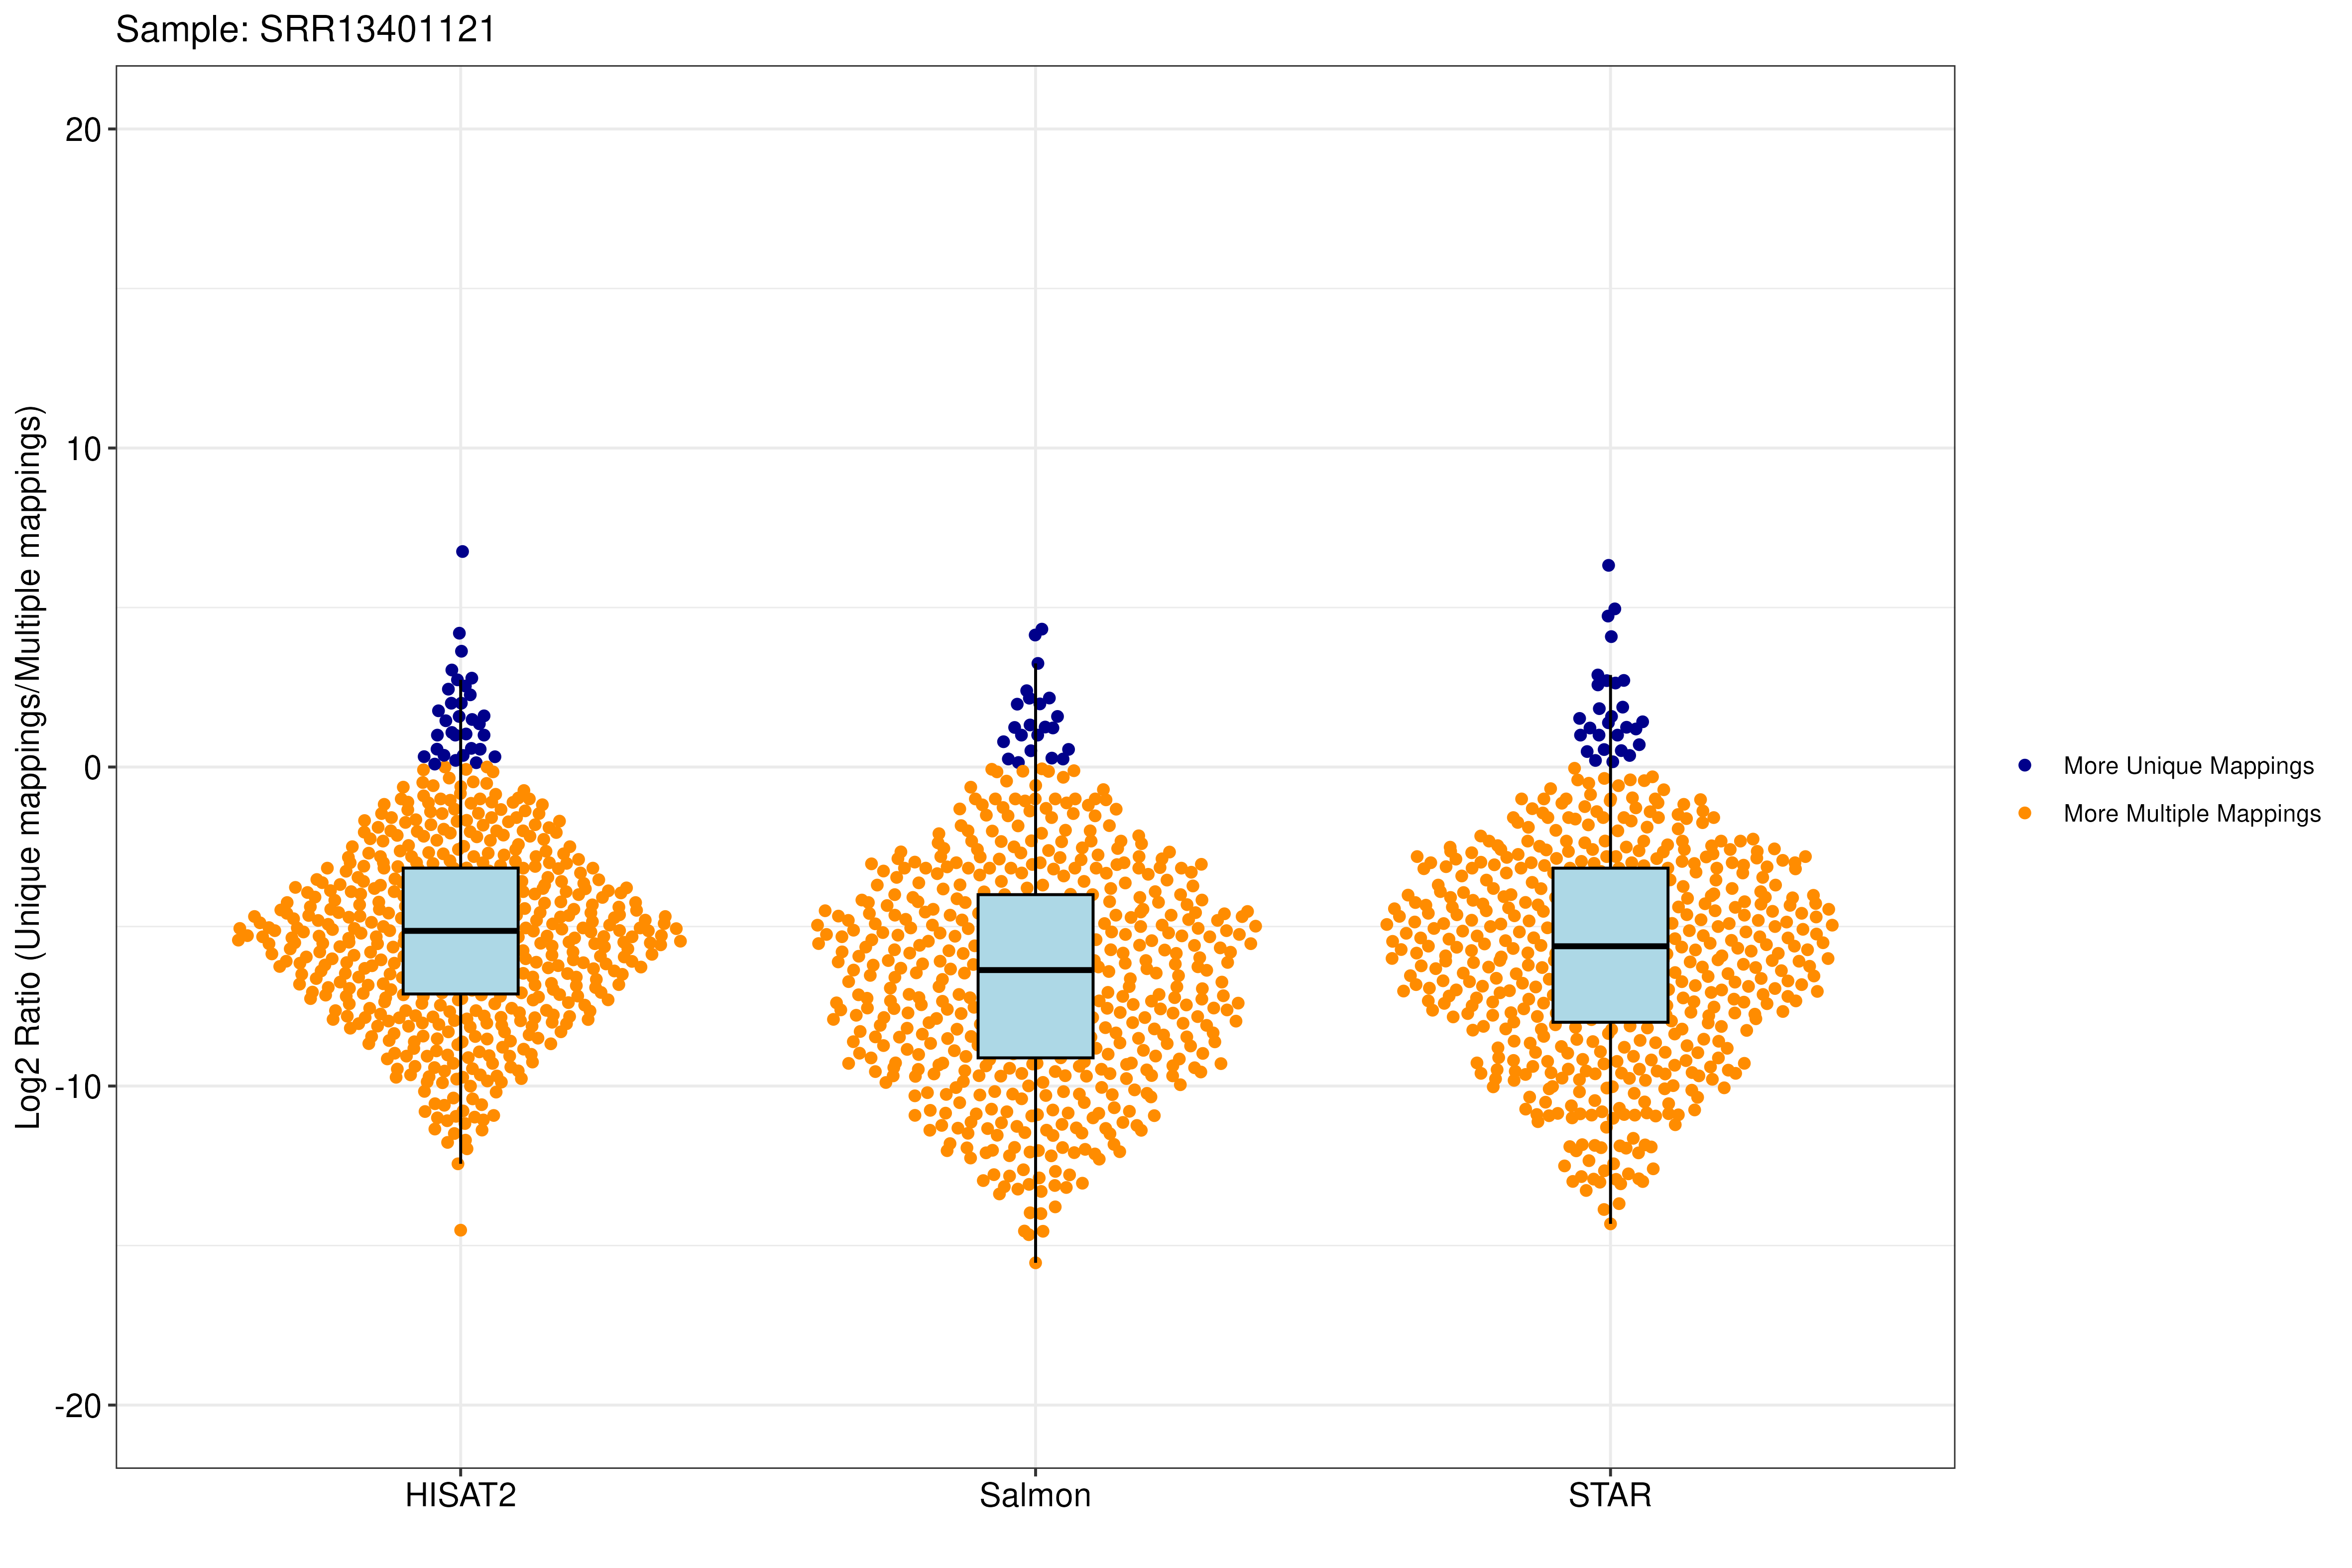 Sample: SRR13401121
Log2 Ratio (Unique mappings/Multiple mappings)
20
10
0
-10
-20
HISAT2
Salmon
STAR
More Unique Mappings
More Multiple Mappings